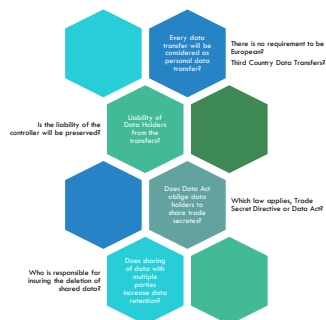 Every data
transfer will be
considered as
personal data
transfer?
There is no requirement to be
European?
Third Country Data Transfers?
Is the liability of the
controller will be preserved?
Liability of
Data Holders
from the
transfers?
Does Data Act
oblige data
holders to
share trade
secretes?
Which law applies, Trade
Secret Directive or Data Act?
Who is responsible for
insuring the deletion of
shared data?
Does sharing
of data with
multiple
parties
increase data
retention?